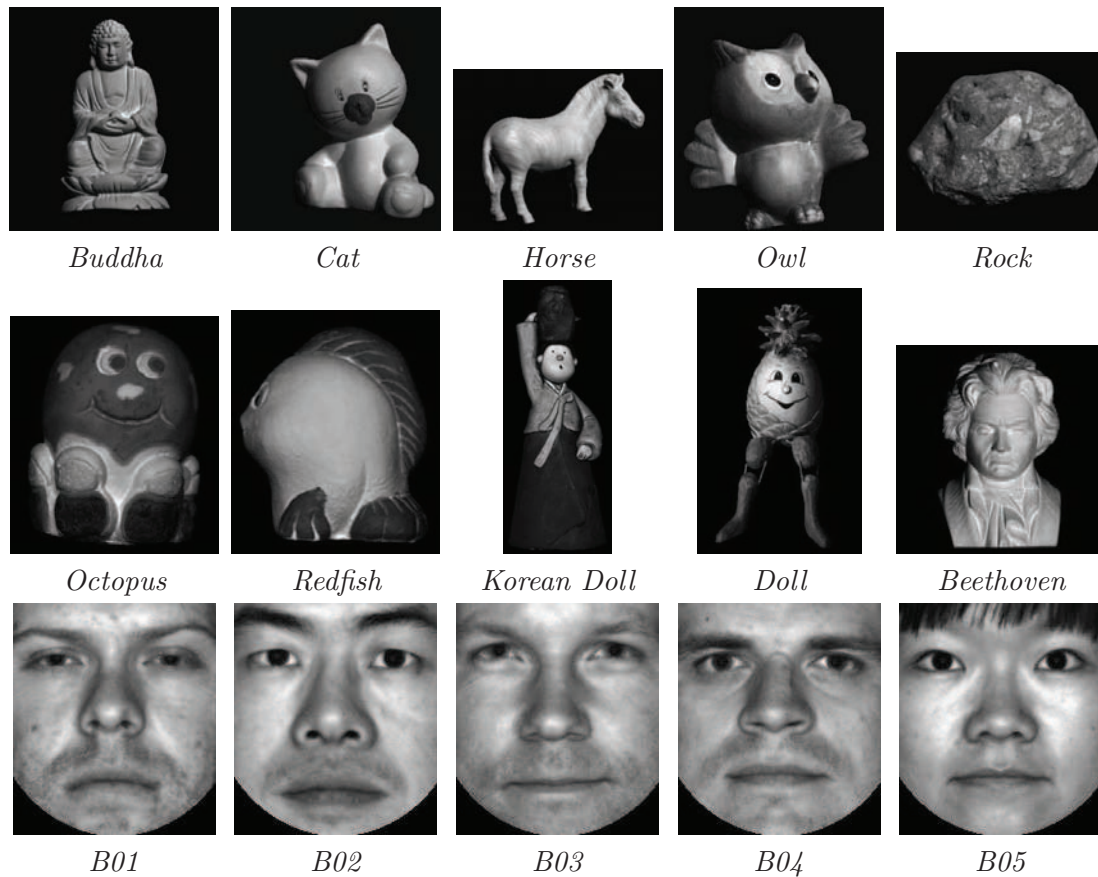 Buddha Cat Horse Owl Rock
Octopus Redfish Korean Doll Doll Beethoven
B01 B02 B03 B04 B05